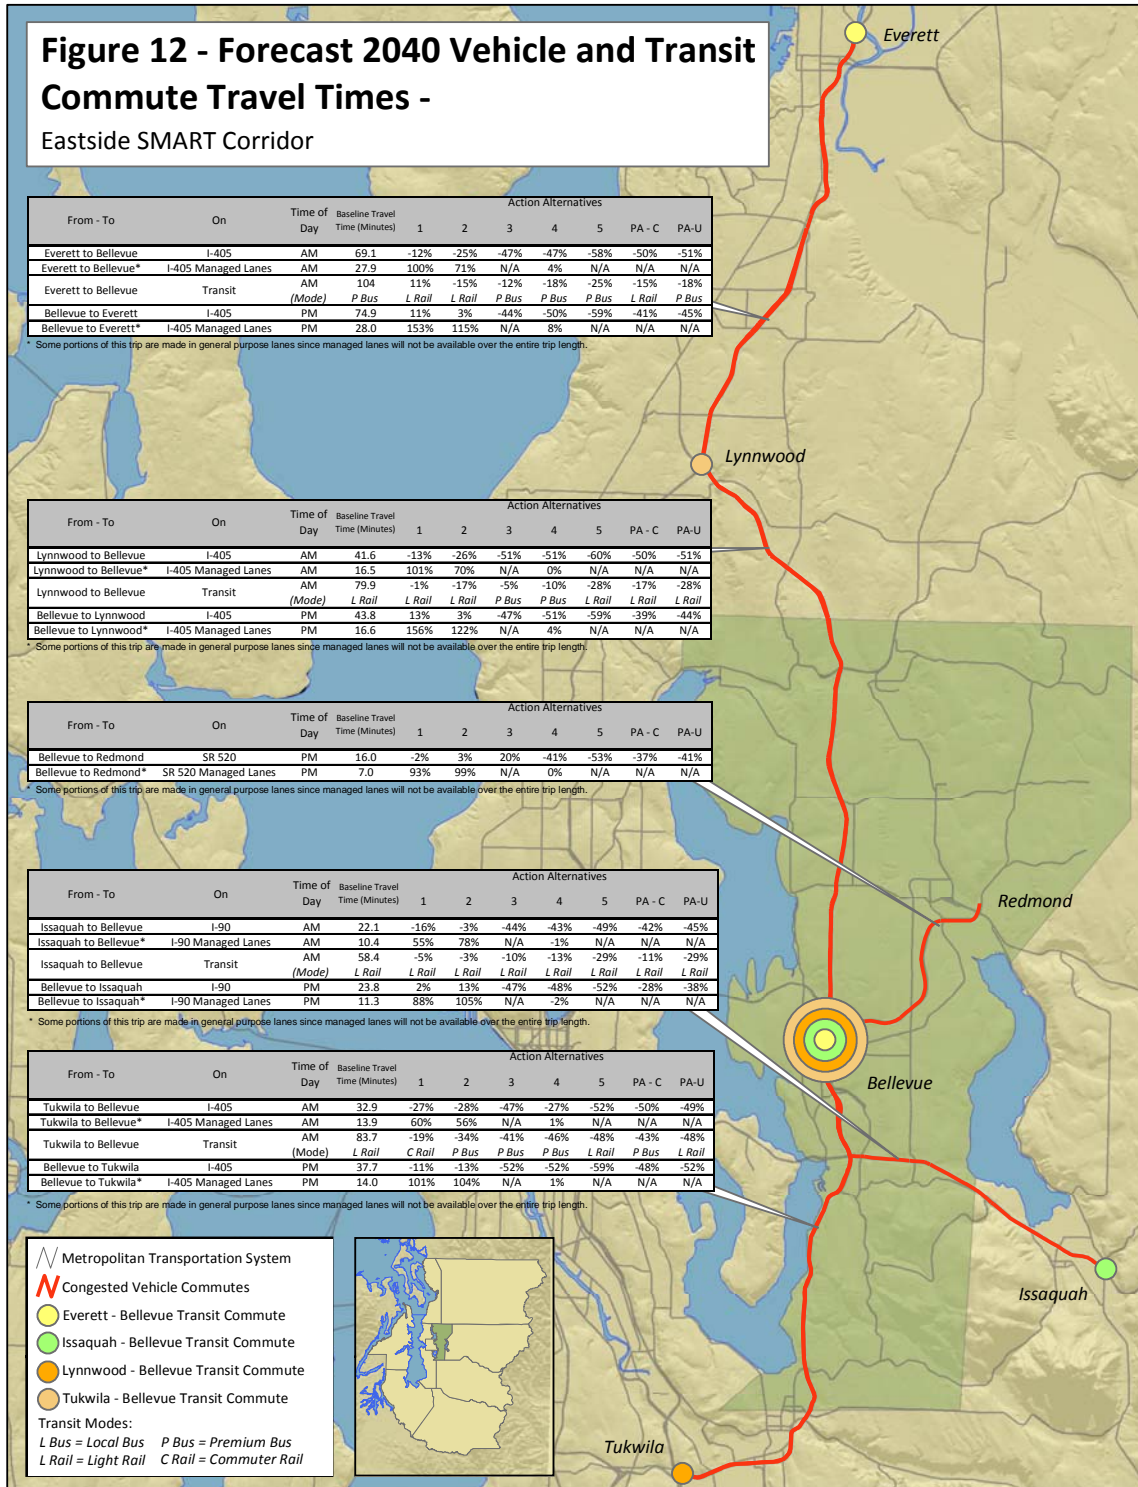 Figure 12 - Forecast 2040 Vehicle and Transit
Commute Travel Times -
Eastside SMART Corridor
Everett
From - To On Time of Day Baseline Travel Time (Minutes) Action Alternatives 1 2 3 4 5 PA - C PA-U
Everett to Bellevue I-405 AM 69.1 -12% -25% -47% -47% -58% -50% -51%
Everett to Bellevue* I-405 Managed Lanes AM 27.9 100% 71% N/A 4% N/A N/A N/A
Everett to Bellevue Transit AM 104 11% -15% -12% -18% -25% -15% -18%
(Mode) P Bus L Rail L Rail P Bus P Bus L Rail L Rail P Bus
Bellevue to Everett I-405 PM 74.9 11% 3% -44% -50% -59% -41% -45%
Bellevue to Everett* I-405 Managed Lanes PM 28.0 153% 115% N/A 8% N/A N/A N/A
* Some portions of this trip are made in general purpose lanes since managed lanes will not be available over the entire trip length.
Lynnwood
From - To On Time of Day Baseline Travel Time (Minutes) Action Alternatives 1 2 3 4 5 PA - C PA-U
Lynnwood to Bellevue I-405 AM 41.6 -13% -26% -51% -51% -60% -50% -51%
Lynnwood to Bellevue* I-405 Managed Lanes AM 16.5 101% 70% N/A 0% N/A N/A N/A
Lynnwood to Bellevue Transit AM 79.9 -1% -17% -5% -10% -28% -17% -28%
(Mode) L Rail L Rail L Rail P Bus P Bus L Rail L Rail L Rail
Bellevue to Lynnwood I-405 PM 43.8 13% 3% -47% -51% -59% -39% -44%
Bellevue to Lynnwood* I-405 Managed Lanes PM 16.6 156% 122% N/A 4% N/A N/A N/A
* Some portions of this trip are made in general purpose lanes since managed lanes will not be available over the entire trip length.
From - To On Time of Day Baseline Travel Time (Minutes) Action Alternatives 1 2 3 4 5 PA - C PA-U
Bellevue to Redmond SR 520 PM 16.0 -2% 3% 20% -41% -53% -37% -41%
Bellevue to Redmond* SR 520 Managed Lanes PM 7.0 93% 99% N/A 0% N/A N/A N/A
* Some portions of this trip are made in general purpose lanes since managed lanes will not be available over the entire trip length.
Redmond
From - To On Time of Day Baseline Travel Time (Minutes) Action Alternatives 1 2 3 4 5 PA - C PA-U
Issaquah to Bellevue I-90 AM 22.1 -16% -3% -44% -43% -49% -42% -45%
Issaquah to Bellevue* I-90 Managed Lanes AM 10.4 55% 78% N/A -1% N/A N/A N/A
Issaquah to Bellevue Transit AM 58.4 -5% -3% -10% -13% -29% -11% -29%
(Mode) L Rail L Rail L Rail L Rail L Rail L Rail L Rail L Rail
Bellevue to Issaquah I-90 PM 23.8 2% 13% -47% -48% -52% -28% -38%
Bellevue to Issaquah* I-90 Managed Lanes PM 11.3 88% 105% N/A -2% N/A N/A N/A
* Some portions of this trip are made in general purpose lanes since managed lanes will not be available over the entire trip length.
Bellevue
From - To On Time of Day Baseline Travel Time (Minutes) Action Alternatives 1 2 3 4 5 PA - C PA-U
Tukwila to Bellevue I-405 AM 32.9 -27% -28% -47% -27% -52% -50% -49%
Tukwila to Bellevue* I-405 Managed Lanes AM 13.9 60% 56% N/A 1% N/A N/A N/A
Tukwila to Bellevue Transit AM 83.7 -19% -34% -41% -46% -48% -43% -48%
(Mode) L Rail C Rail P Bus P Bus P Bus L Rail P Bus L Rail
Bellevue to Tukwila I-405 PM 37.7 -11% -13% -52% -52% -59% -48% -52%
Bellevue to Tukwila* I-405 Managed Lanes PM 14.0 101% 104% N/A 1% N/A N/A N/A
* Some portions of this trip are made in general purpose lanes since managed lanes will not be available over the entire trip length.
Issaquah
Metropolitan Transportation System
Congested Vehicle Commutes
Everett - Bellevue Transit Commute
Issaquah - Bellevue Transit Commute
Lynnwood - Bellevue Transit Commute
Tukwila - Bellevue Transit Commute
Transit Modes:
L Bus = Local Bus P Bus = Premium Bus
L Rail = Light Rail C Rail = Commuter Rail
Tukwila